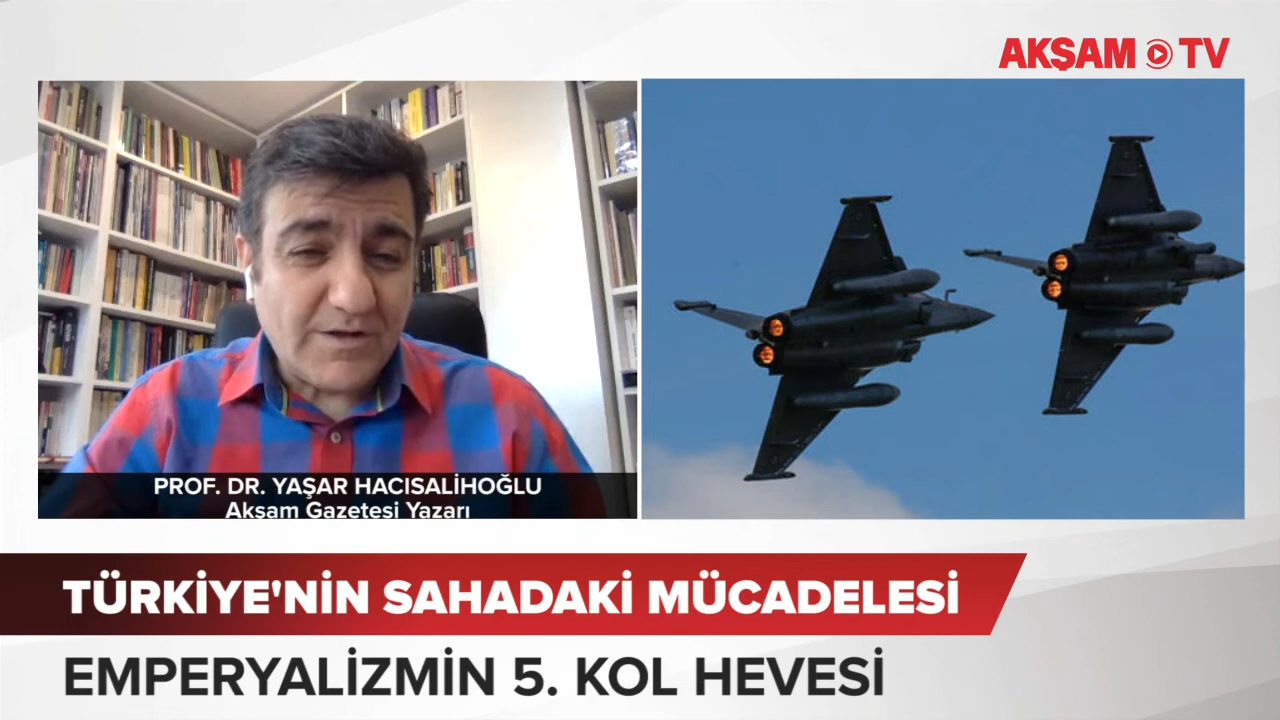 AKŞAM TV
PROF. DR. YAŞAR HACISALİHOĞLU
Akşam Gazetesi Yazarı
TÜRKİYE'NİN SAHADAKİ MÜCADELESİ
EMPERYALİZMİN 5. KOL HEVESİ